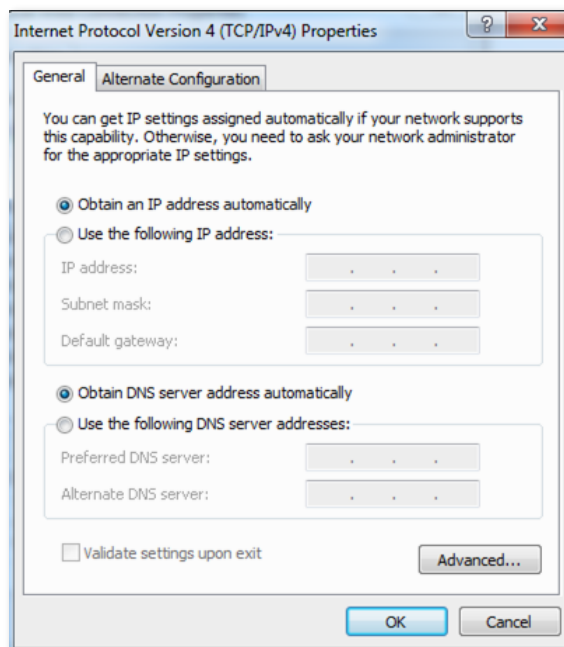 Internet Protocol Version 4 (TCP/IPv4) Properties
General
Alternate Configuration
You can get IP settings assigned automatically if your network supports
this capability. Otherwise, you need to ask your network administrator
for the appropriate IP settings.
Obtain an IP address automatically
Use the following IP address:
IP address:
Subnet mask:
Default gateway:
Obtain DNS server address automatically
Use the following DNS server addresses:
Preferred DNS server:
Alternate DNS server:
Validate settings upon exit
Advanced...
OK
Cancel